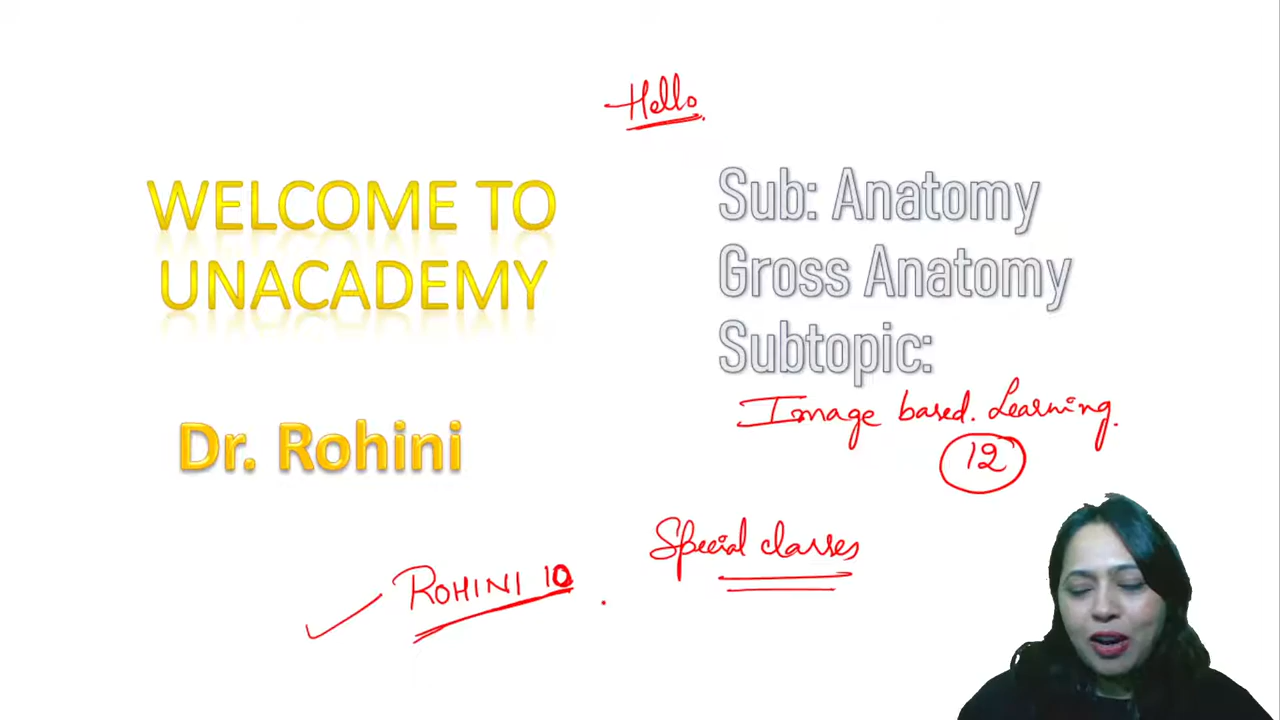 Hello.
WELCOME TO
UNACADEMY
Dr. Rohini
Sub: Anatomy
Gross Anatomy
Subtopic:
Image based. Learning.
12
Special classes
ROHINI 10